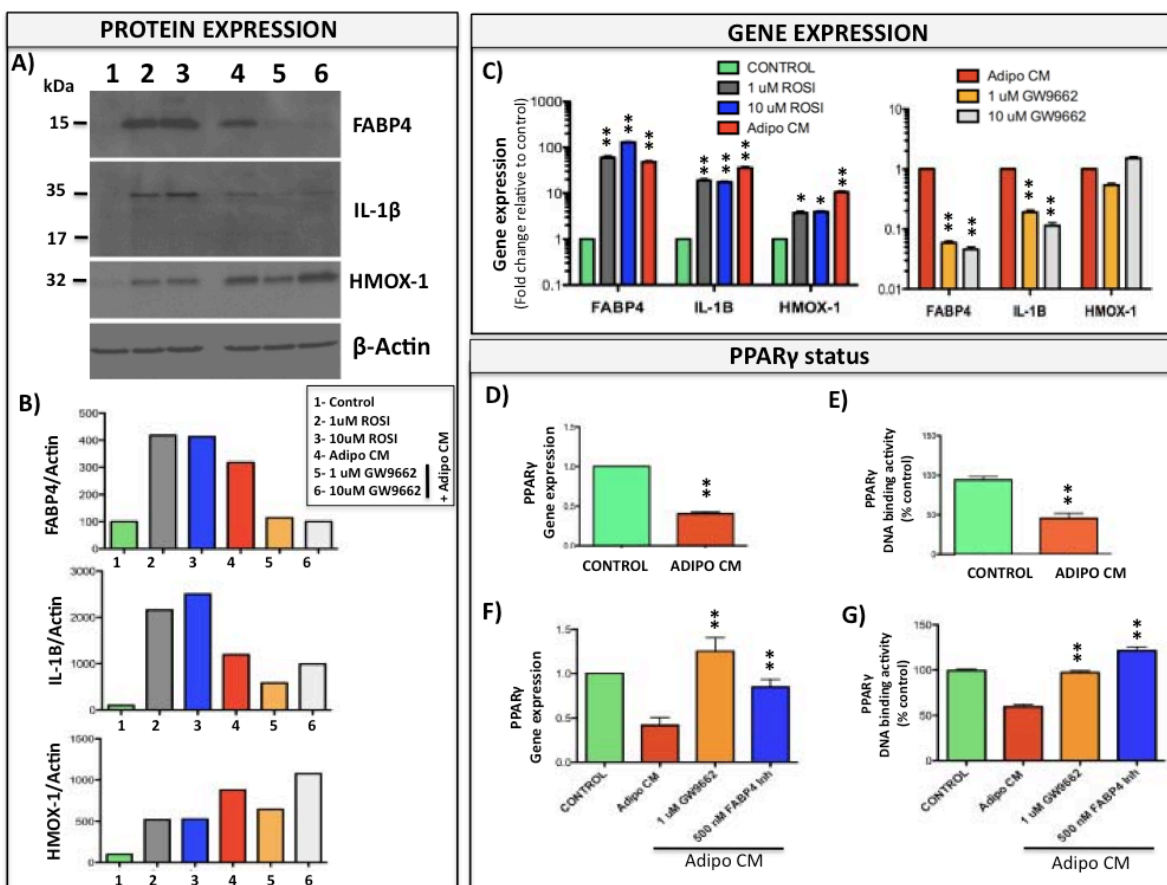 PROTEIN EXPRESSION
A)
1 2 3 4 5 6
kDa
15
FABP4
35
IL-1β
17
32
HMOX-1
β-Actin
B)
1- Control
2- 1uM ROSI
3- 10uM ROSI
4- Adipo CM
5- 1 uM GW9662
6- 10uM GW9662
+ Adipo CM
FABP4/Actin
500
400
300
200
100
0
1 2 3 4 5 6
IL-1B/Actin
3000
2000
1000
0
1 2 3 4 5 6
HMOX-1/Actin
1500
1000
500
0
1 2 3 4 5 6
GENE EXPRESSION
C)
CONTROL
1 uM ROSI
10 uM ROSI
Adipo CM
Gene expression
(Fold change relative to control)
1000
100
10
1
0.1
** ** ** ** ** ** * * **
FABP4 IL-1B HMOX-1
Adipo CM
1 uM GW9662
10 uM GW9662
10
1
0.1
0.01
** ** ** **
FABP4 IL-1B HMOX-1
PPARγ status
D)
PPARγ
Gene expression
1.5
1.0
0.5
0.0
**
CONTROL ADIPO CM
E)
PPARγ
DNA binding activity
(% control)
150
100
50
0
**
CONTROL ADIPO CM
F)
PPARγ
Gene expression
1.5
1.0
0.5
0.0
** **
CONTROL
Adipo CM
1 uM GW9662
500 nM FABP4 Inh
Adipo CM
G)
PPARγ
DNA binding activity
(% control)
150
100
50
0
** **
CONTROL
Adipo CM
1 uM GW9662
500 nM FABP4 Inh
Adipo CM